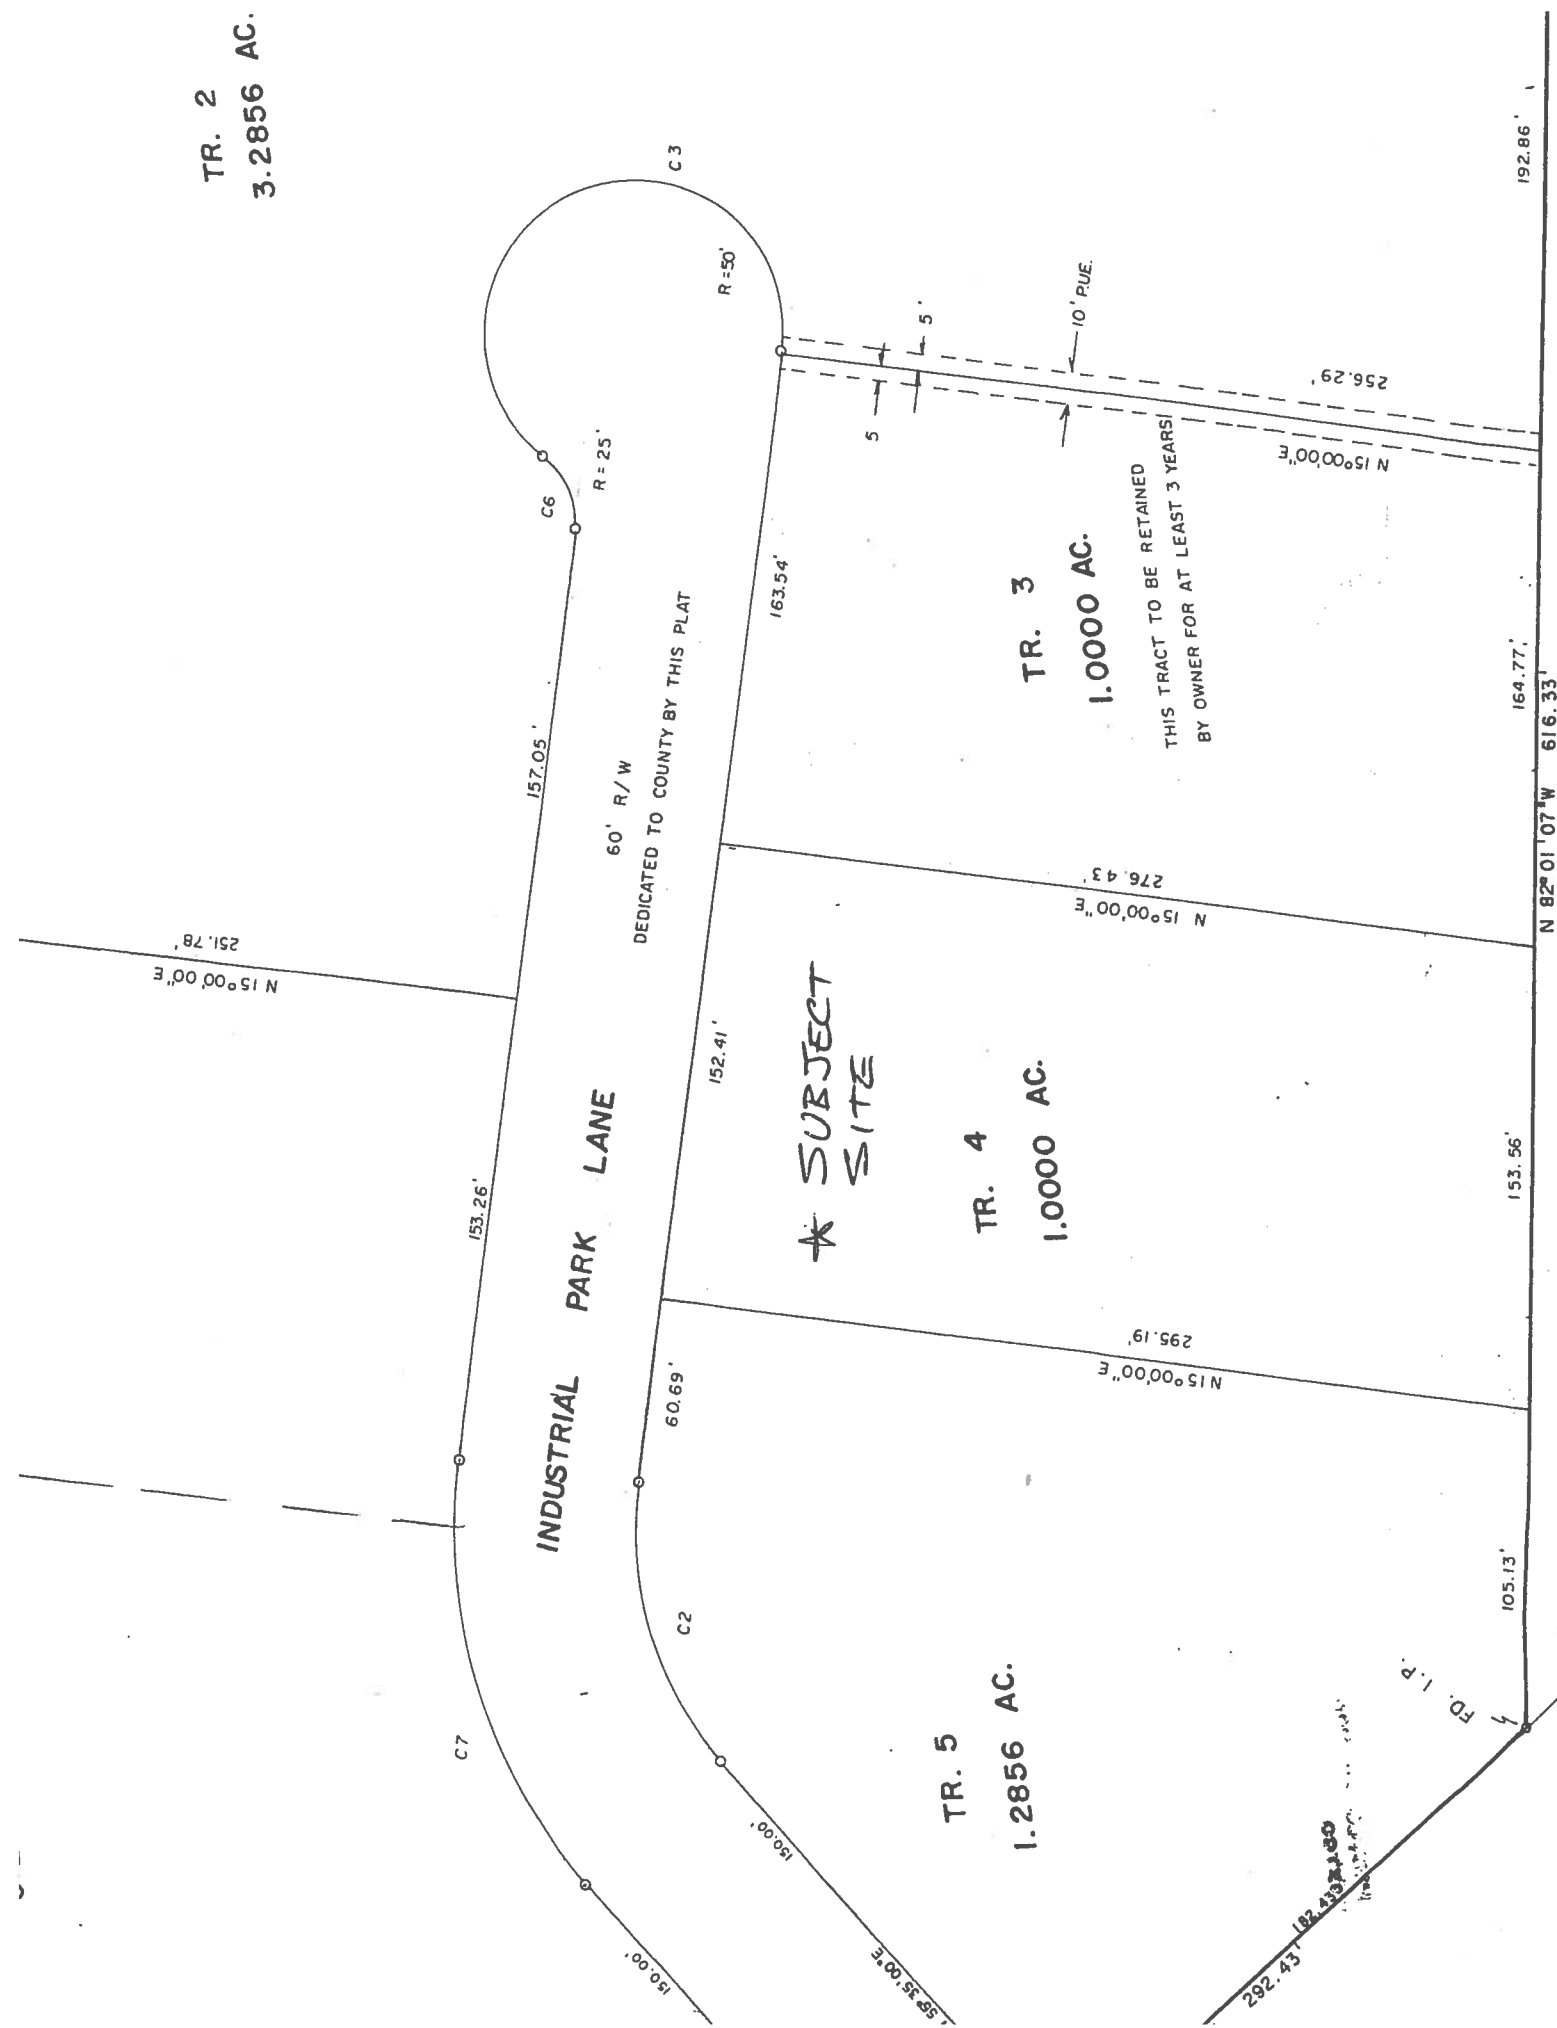 TR. 2
3.2856 AC.
C3
R=50'
192.86'
5'
10' P.U.E.
5
256.29'
N 15°00'00"E
R = 25'
C6
163.54'
157.05'
60' R/W
DEDICATED TO COUNTY BY THIS PLAT
TR. 3
1.0000 AC.
THIS TRACT TO BE RETAINED
BY OWNER FOR AT LEAST 3 YEARS
164.77'
N 82° 01' 07" W 616.33'
276.43'
N 15°00'00"E
251.78'
N 15°00'00"E
153.26'
INDUSTRIAL PARK LANE
152.41'
* SUBJECT
SITE
TR. 4
1.0000 AC.
153.56'
295.19'
N 15°00'00"E
60.69'
C2
C7
105.13'
FD. I.P.
TR. 5
1.2856 AC.
150.00'
150.00'
56° 35' 00"E
292.43'